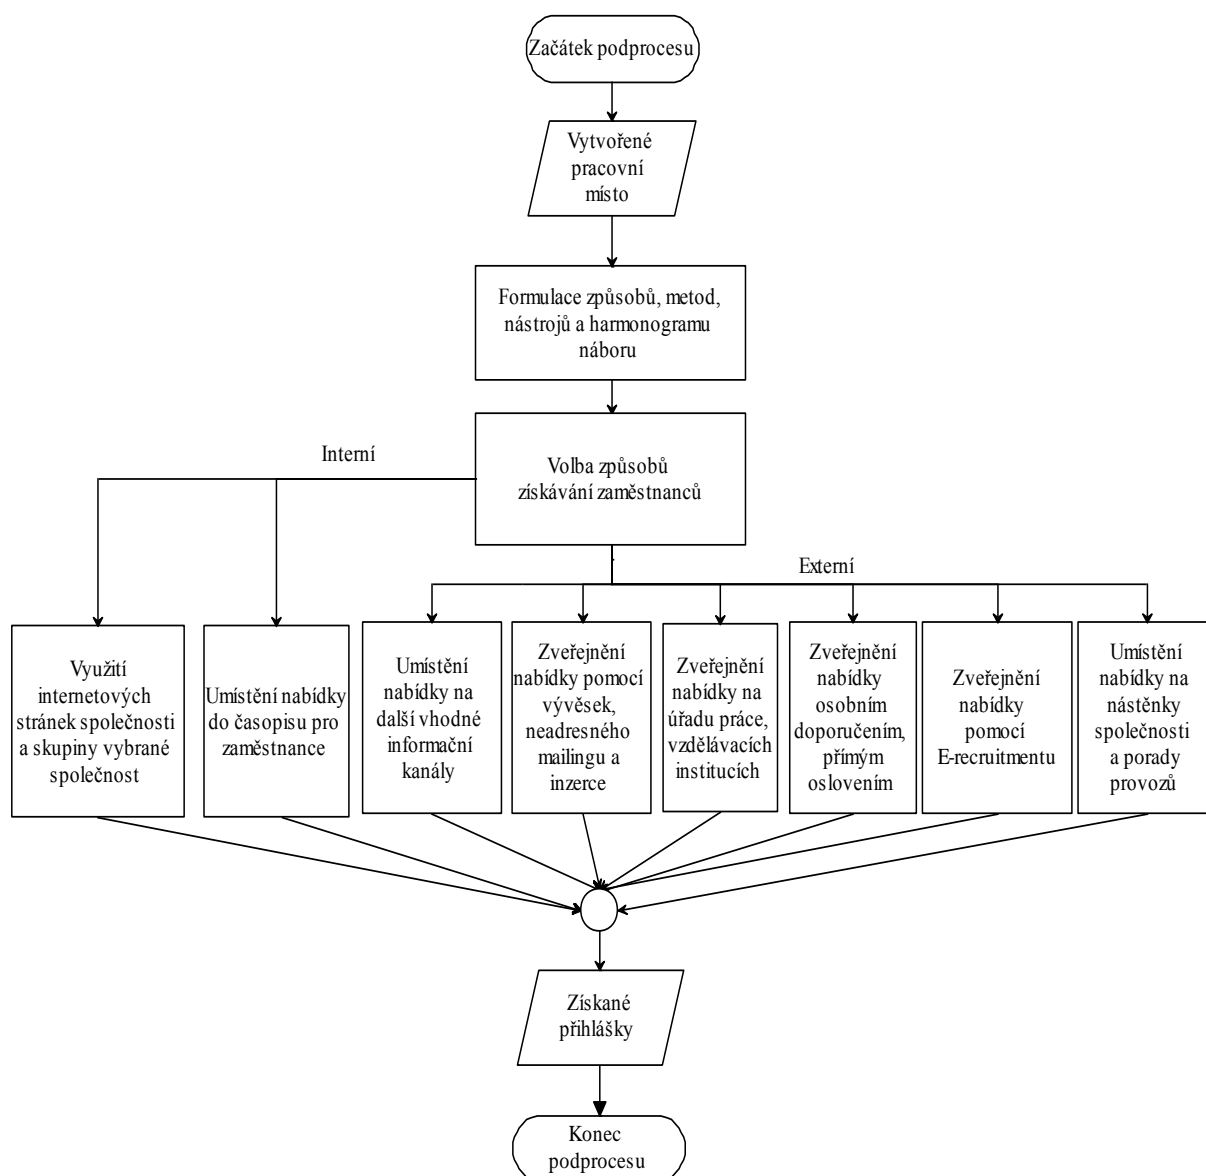 Začátek podprocesu
Vytvořené
pracovní
místo
Formulace způsobů, metod,
nástrojů a harmonogramu
náboru
Interní
Volba způsobů
získávání zaměstnanců
Externí
Využití
internetových
stránek společnosti
a skupiny vybrané
společnost
Umístění nabídky
do časopisu pro
zaměstnance
Umístění
nabídky na
další vhodné
informační
kanály
Zveřejnění
nabídky pomocí
vývěsek,
neadresného
mailingu a
inzerce
Zveřejnění
nabídky na
úřadu práce,
vzdělávacích
institucích
Zveřejnění
nabídky
osobním
doporučením,
přímým
oslovením
Zveřejnění
nabídky
pomocí
E-recruitmentu
Umístění
nabídky na
nástěnky
společnosti
a porady
provozů
Získané
přihlášky
Konec
podprocesu